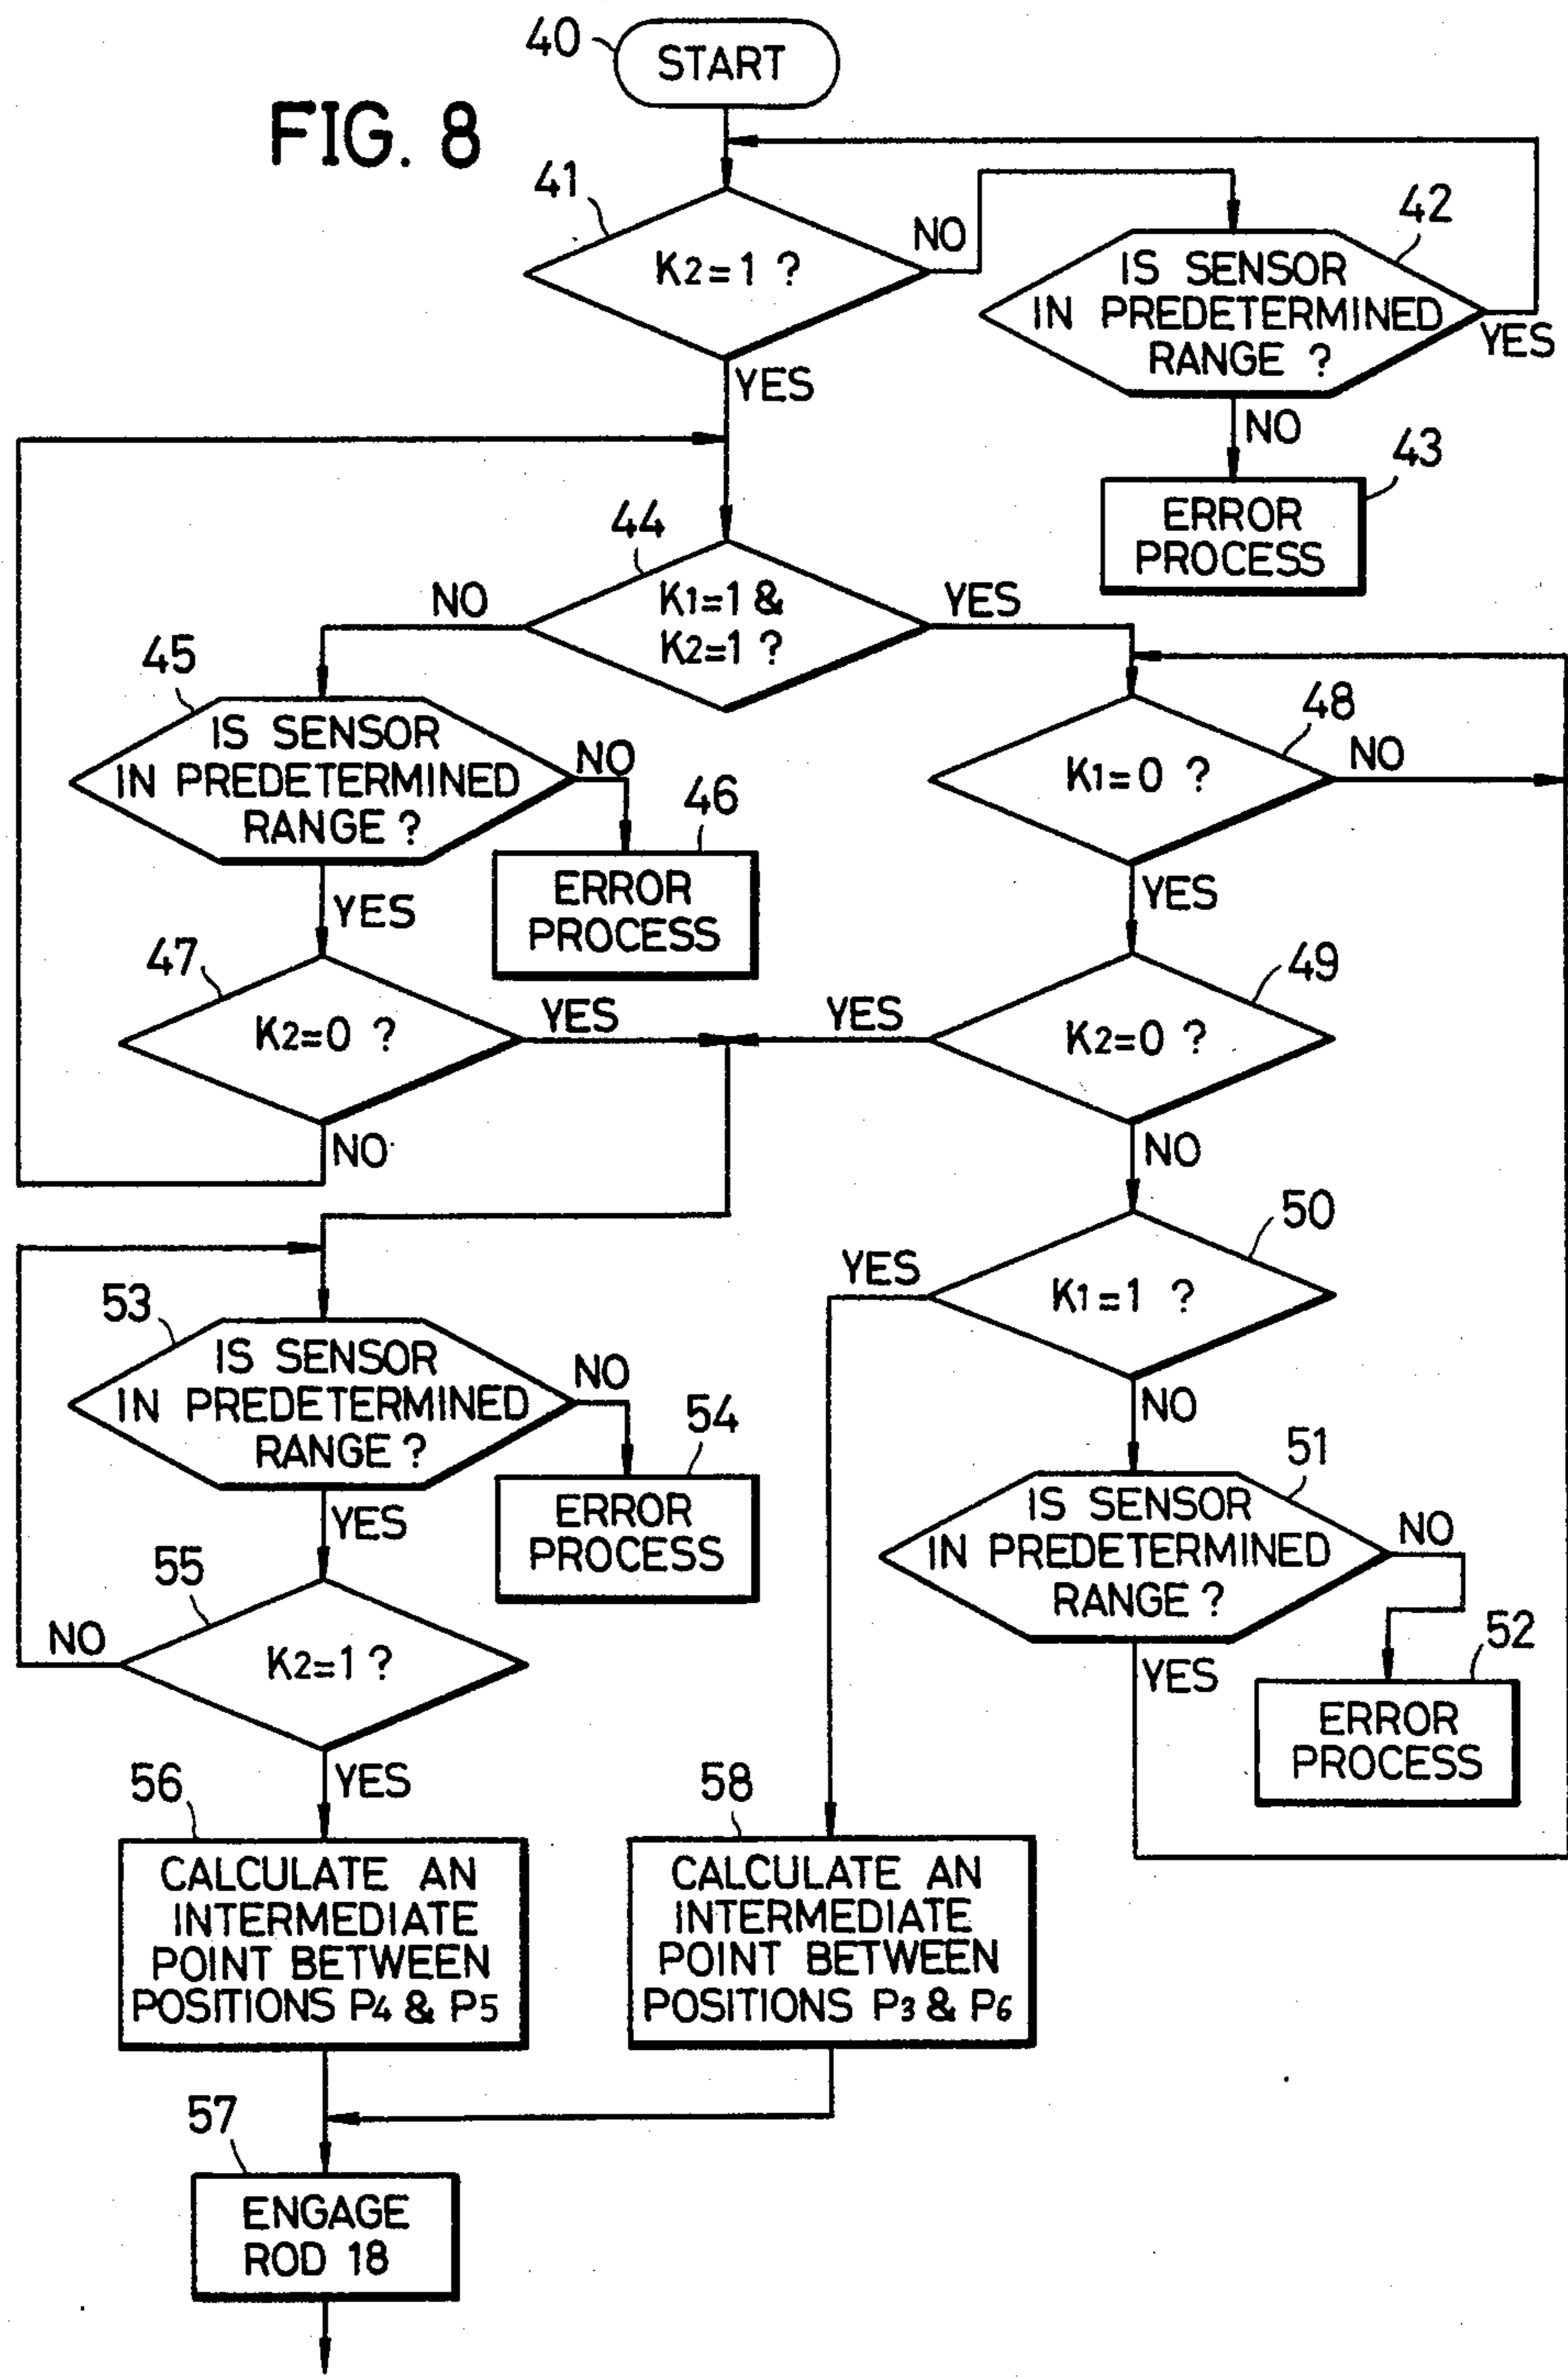 40
START
FIG. 8
41
K2=1 ?
NO
42
IS SENSOR
IN PREDETERMINED
RANGE ?
YES
YES
NO
43
ERROR
PROCESS
44
K1=1 &
K2=1 ?
NO
YES
45
IS SENSOR
IN PREDETERMINED
RANGE ?
NO
46
ERROR
PROCESS
YES
48
K1=0 ?
NO
YES
47
K2=0 ?
YES
NO
49
K2=0 ?
YES
NO
50
K1=1 ?
YES
NO
53
IS SENSOR
IN PREDETERMINED
RANGE ?
NO
54
ERROR
PROCESS
YES
51
IS SENSOR
IN PREDETERMINED
RANGE ?
NO
52
ERROR
PROCESS
YES
55
K2=1 ?
NO
YES
56
CALCULATE AN
INTERMEDIATE
POINT BETWEEN
POSITIONS P4 & P5
58
CALCULATE AN
INTERMEDIATE
POINT BETWEEN
POSITIONS P3 & P6
57
ENGAGE
ROD 18